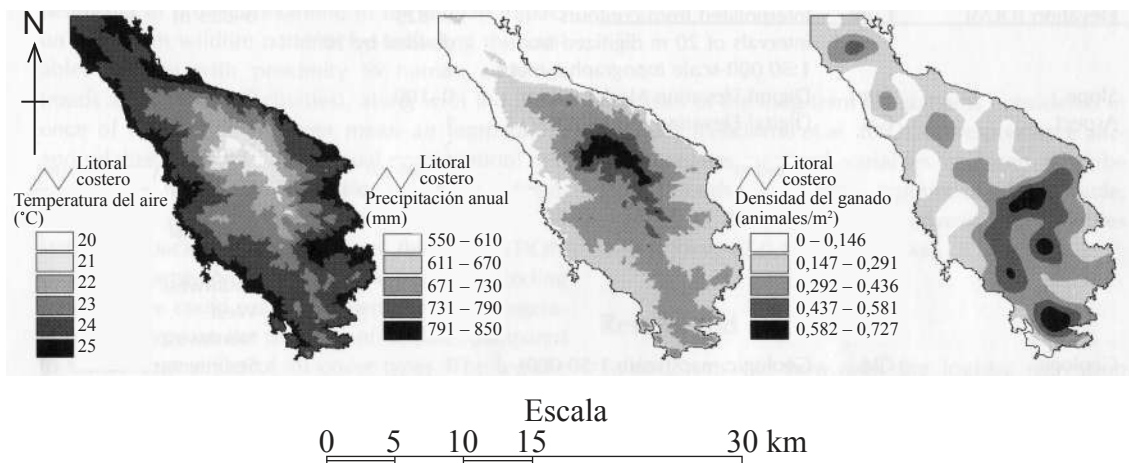 N
Litoral
costero
Temperatura del aire
(°C)
20
21
22
23
24
25
Litoral
costero
Precipitación anual
(mm)
550 – 610
611 – 670
671 – 730
731 – 790
791 – 850
Litoral
costero
Densidad del ganado
(animales/m²)
0 – 0,146
0,147 – 0,291
0,292 – 0,436
0,437 – 0,581
0,582 – 0,727
Escala
0 5 10 15 30 km